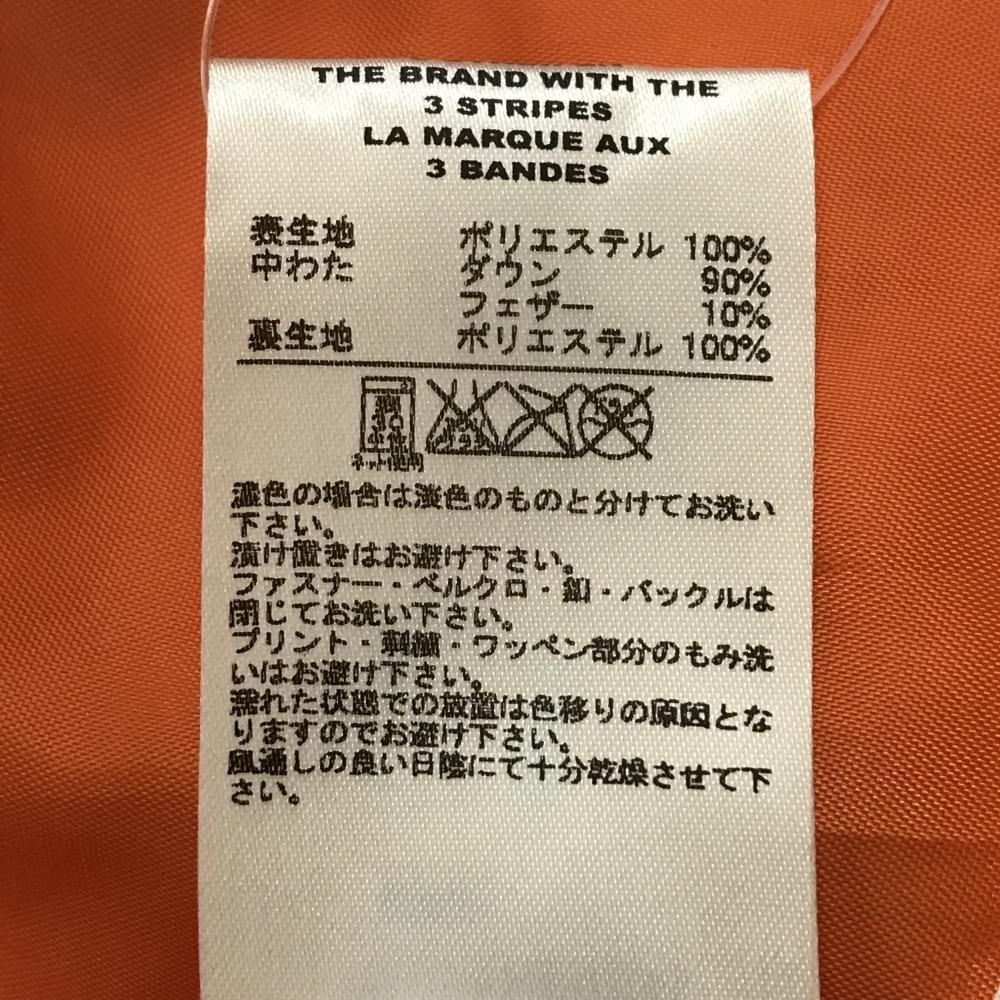 THE BRAND WITH THE
3 STRIPES
LA MARQUE AUX
3 BANDES
表生地 ポリエステル 100%
中わた ダウン 90%
フェザー 10%
裏生地 ポリエステル 100%
ネット使用
濃色の場合は淡色のものと分けてお洗い
下さい。
漬け置きはお避け下さい。
ファスナー・ベルクロ・釦・バックルは
閉じてお洗い下さい。
プリント・刺繍・ワッペン部分のもみ洗
いはお避け下さい。
濡れた状態での放置は色移りの原因とな
りますのでお避け下さい。
風通しの良い日陰にて十分乾燥させて下
さい。